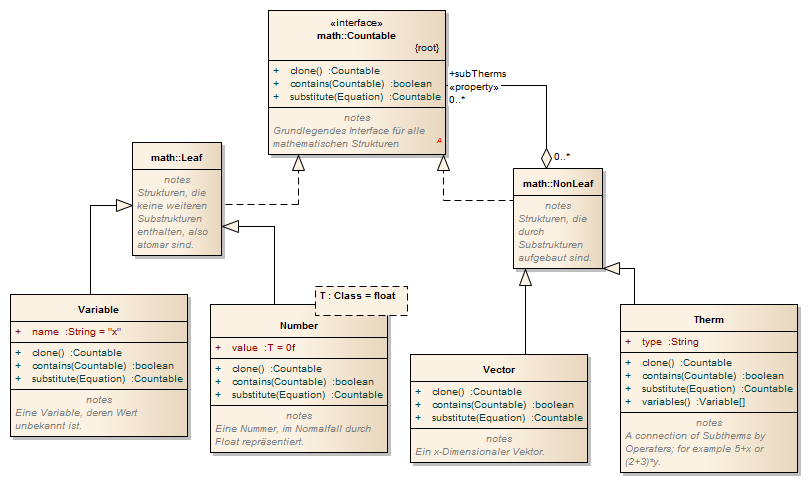 «interface»
math::Countable
{root}
+ clone() :Countable
+ contains(Countable) :boolean
+ substitute(Equation) :Countable
notes
Grundlegendes Interface für alle
mathematischen Strukturen
A
+subTherms
«property»
0..*
0..*
math::Leaf
notes
Strukturen, die
keine weiteren
Substrukturen
enthalten, also
atomar sind.
math::NonLeaf
notes
Strukturen, die
durch
Substrukturen
aufgebaut sind.
Variable
+ name :String = "x"
+ clone() :Countable
+ contains(Countable) :boolean
+ substitute(Equation) :Countable
notes
Eine Variable, deren Wert
unbekannt ist.
T : Class = float
Number
+ value :T = 0f
+ clone() :Countable
+ contains(Countable) :boolean
+ substitute(Equation) :Countable
notes
Eine Nummer, im Normalfall durch
Float repräsentiert.
Vector
+ clone() :Countable
+ contains(Countable) :boolean
+ substitute(Equation) :Countable
notes
Ein x-Dimensionaler Vektor.
Therm
+ type :String
+ clone() :Countable
+ contains(Countable) :boolean
+ substitute(Equation) :Countable
+ variables() :Variable[]
notes
A connection of Subtherms by
Operaters; for example 5+x or
(2+3)*y.